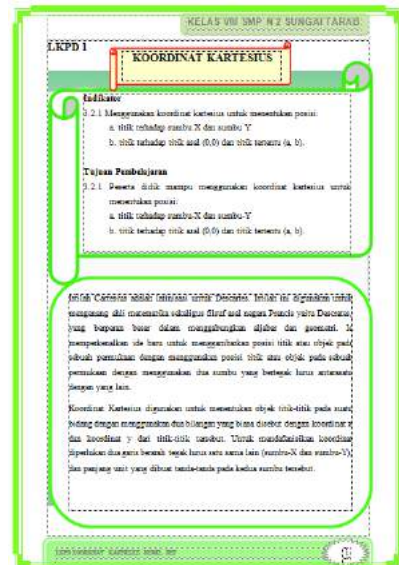 KELAS VIII SMP N 2 SUNGAI TARAB
LKPD 1
KOORDINAT KARTESIUS
Indikator
3.2.1 Menggunakan koordinat kartesius untuk menentukan posisi:
a. titik terhadap sumbu X dan sumbu Y
b. titik terhadap titik asal (0,0) dan titik tertentu (a, b).
Tujuan Pembelajaran
3.2.1 Peserta didik mampu menggunakan koordinat kartesius untuk
menentukan posisi:
a. titik terhadap sumbu-X dan sumbu-Y
b. titik terhadap titik asal (0,0) dan titik tertentu (a, b).
Istilah Cartesius adalah latinisasi untuk Descartes. Istilah ini digunakan untuk
mengenang ahli matematika sekaligus filsuf asal negara Prancis yaitu Descartes,
yang berperan besar dalam menggabungkan aljabar dan geometri.
memperkenalkan ide baru untuk menggambarkan posisi titik atau objek pada
sebuah permukaan dengan menggunakan posisi titik atau objek pada sebuah
permukaan dengan menggunakan dua sumbu yang bertegak lurus antarasatu
dengan yang lain.
Koordinat Kartesius digunakan untuk menentukan objek titik-titik pada suatu
bidang dengan menggunakan dua bilangan yang biasa disebut dengan koordinat x
dan koordinat y dari titik-titik tersebut. Untuk mendefinisikan koordinat
diperlukan dua garis berarah tegak lurus satu sama lain (sumbu-X dan sumbu-Y),
dan panjang unit yang dibuat tanda-tanda pada kedua sumbu tersebut.
LKPD KOORDINAT KARTESIUS